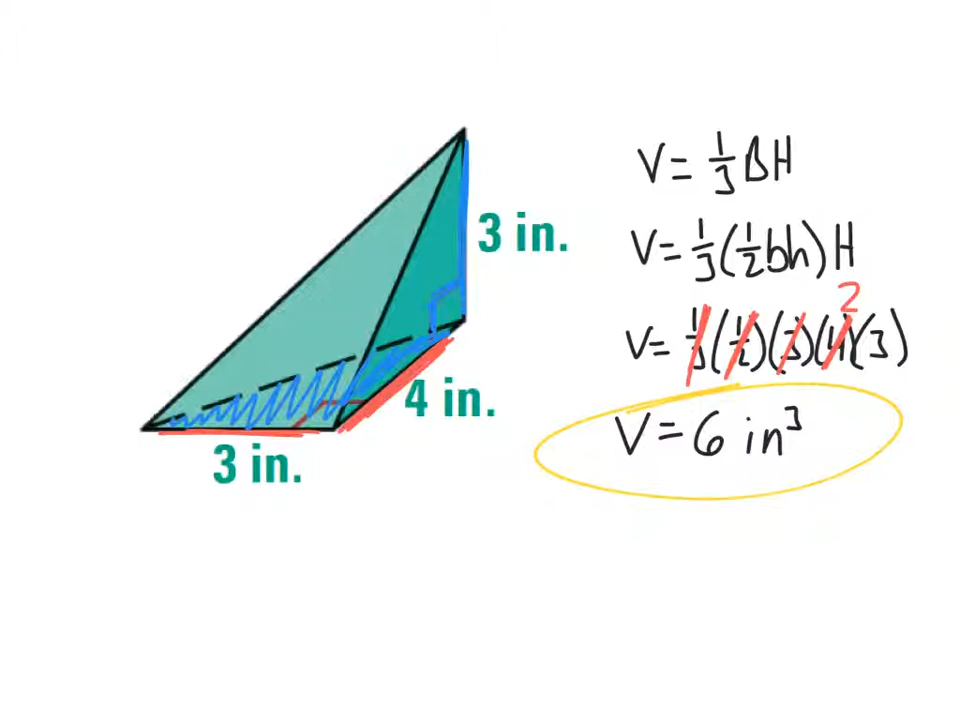 3 in.
4 in.
3 in.
V = 1/3 BH
V = 1/3 (1/2 bh) H
2
V = 1/3 (1/2)(3)(4)(3)
V = 6 in³